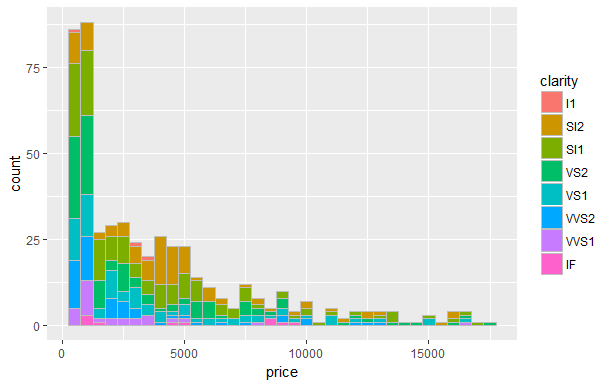 75
50
25
0
count
0
5000
10000
15000
price
clarity
I1
SI2
SI1
VS2
VS1
VVS2
VVS1
IF